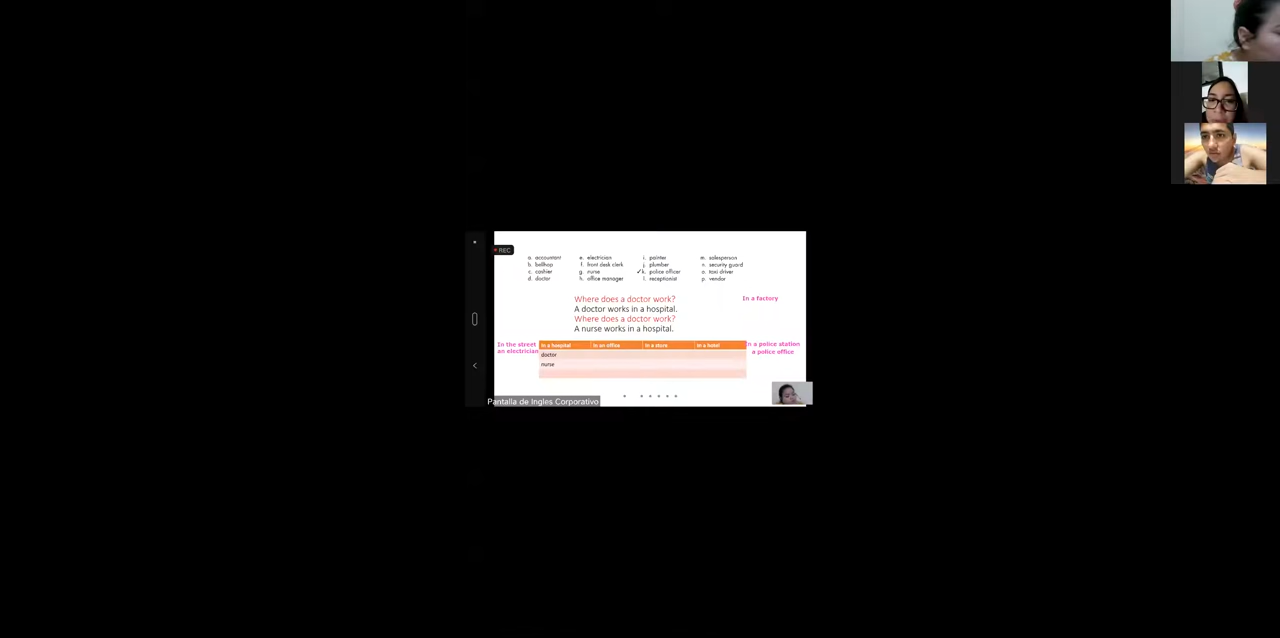 REC
a. accountant e. electrician i. painter m. salesperson
b. bellhop f. front desk clerk j. plumber n. security guard
c. cashier g. nurse ✓k. police officer o. taxi driver
d. doctor h. office manager l. receptionist p. vendor
Where does a doctor work?
In a factory
A doctor works in a hospital.
Where does a doctor work?
A nurse works in a hospital.
In the street In a hospital In an office In a store In a hotel In a police station
an electrician a police office
doctor
nurse
Pantalla de Ingles Corporativo